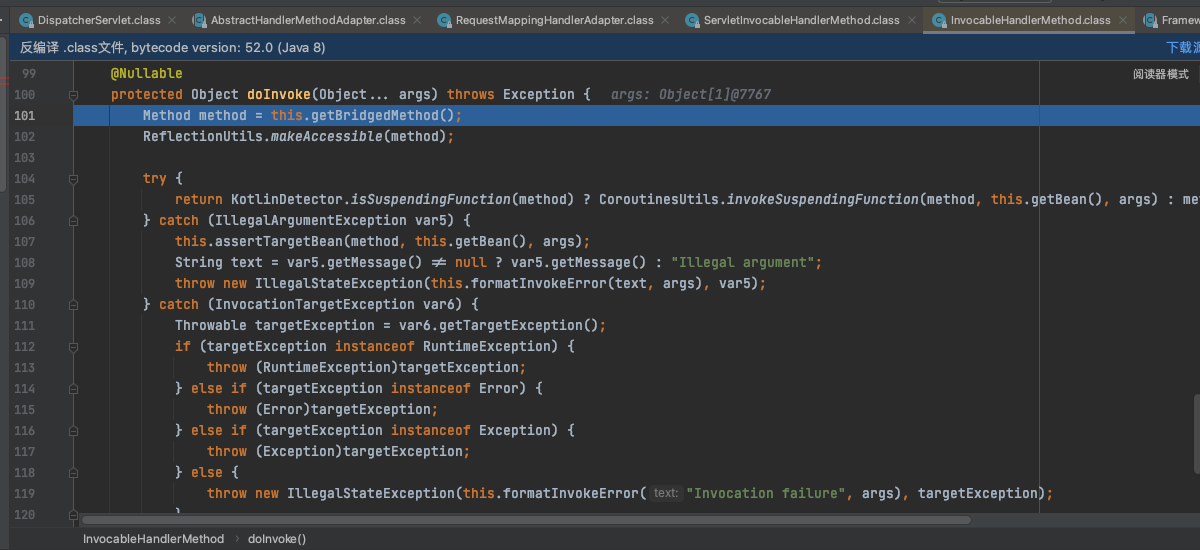 DispatcherServlet.class AbstractHandlerMethodAdapter.class RequestMappingHandlerAdapter.class ServletInvocableHandlerMethod.class InvocableHandlerMethod.class Framew
反编译 .class文件, bytecode version: 52.0 (Java 8) 下载源
99 @Nullable 阅读器模式
100 protected Object doInvoke(Object... args) throws Exception { args: Object[1]@7767
101 Method method = this.getBridgedMethod();
102 ReflectionUtils.makeAccessible(method);
103
104 try {
105 return KotlinDetector.isSuspendingFunction(method) ? CoroutinesUtils.invokeSuspendingFunction(method, this.getBean(), args) : me
106 } catch (IllegalArgumentException var5) {
107 this.assertTargetBean(method, this.getBean(), args);
108 String text = var5.getMessage() ≠ null ? var5.getMessage() : "Illegal argument";
109 throw new IllegalStateException(this.formatInvokeError(text, args), var5);
110 } catch (InvocationTargetException var6) {
111 Throwable targetException = var6.getTargetException();
112 if (targetException instanceof RuntimeException) {
113 throw (RuntimeException)targetException;
114 } else if (targetException instanceof Error) {
115 throw (Error)targetException;
116 } else if (targetException instanceof Exception) {
117 throw (Exception)targetException;
118 } else {
119 throw new IllegalStateException(this.formatInvokeError( text: "Invocation failure", args), targetException);
120 }
InvocableHandlerMethod › doInvoke()